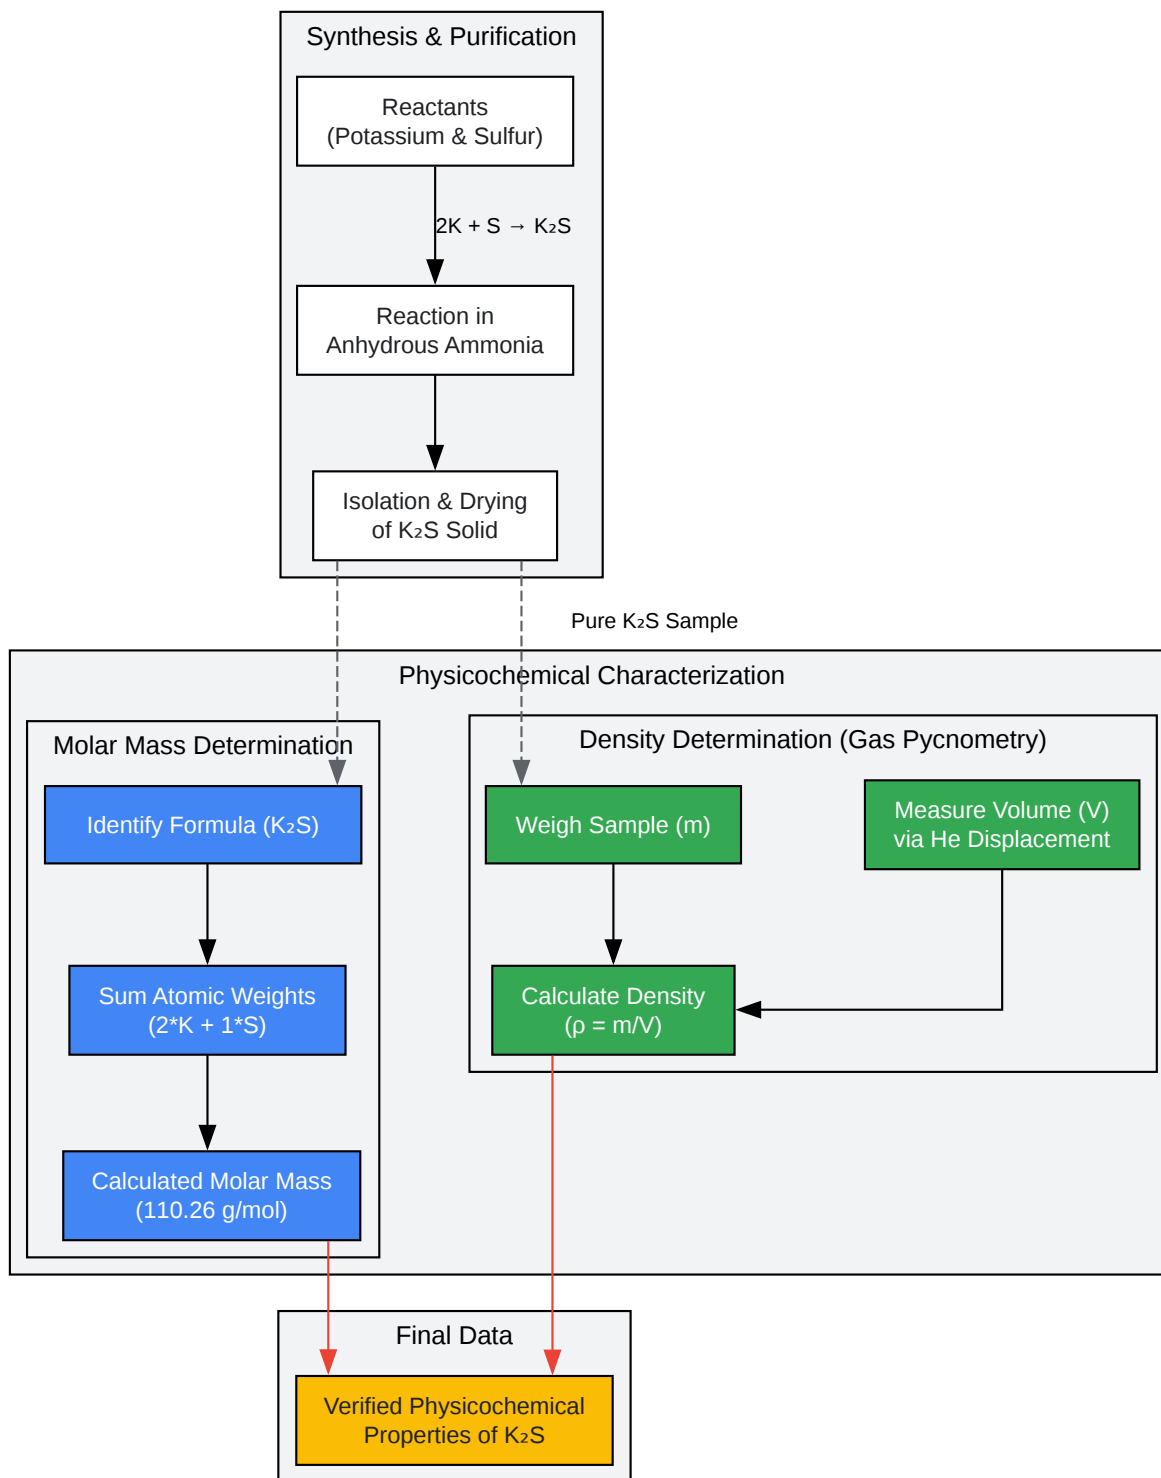 Synthesis & Purification
Reactants
(Potassium & Sulfur)
2K + S → K₂S
Reaction in
Anhydrous Ammonia
Isolation & Drying
of K₂S Solid
Pure K₂S Sample
Physicochemical Characterization
Molar Mass Determination
Identify Formula (K₂S)
Sum Atomic Weights
(2*K + 1*S)
Calculated Molar Mass
(110.26 g/mol)
Density Determination (Gas Pycnometry)
Weigh Sample (m)
Measure Volume (V)
via He Displacement
Calculate Density
(ρ = m/V)
Final Data
Verified Physicochemical
Properties of K₂S